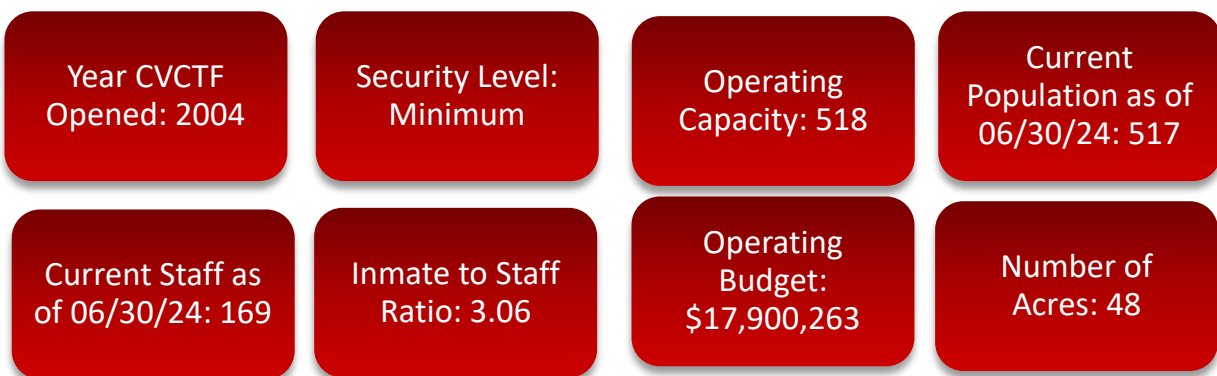 Year CVCTF
Opened: 2004
Security Level:
Minimum
Operating
Capacity: 518
Current
Population as of
06/30/24: 517
Current Staff as
of 06/30/24: 169
Inmate to Staff
Ratio: 3.06
Operating
Budget:
$17,900,263
Number of
Acres: 48